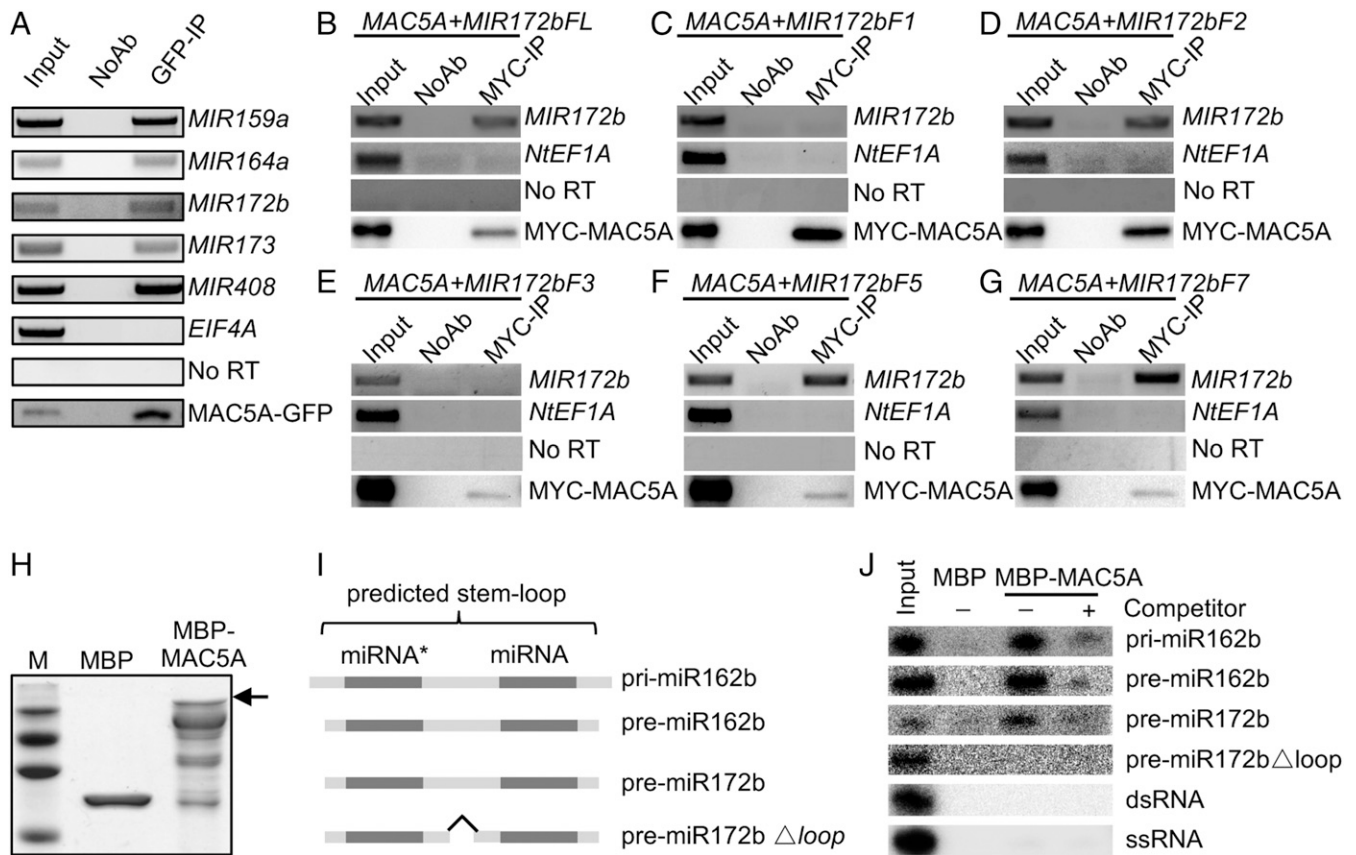 A
Input NoAb GFP-IP
MIR159a
MIR164a
MIR172b
MIR173
MIR408
EIF4A
No RT
MAC5A-GFP
B MAC5A+MIR172bFL
Input NoAb MYC-IP
MIR172b
NtEF1A
No RT
MYC-MAC5A
C MAC5A+MIR172bF1
Input NoAb MYC-IP
MIR172b
NtEF1A
No RT
MYC-MAC5A
D MAC5A+MIR172bF2
Input NoAb MYC-IP
MIR172b
NtEF1A
No RT
MYC-MAC5A
E MAC5A+MIR172bF3
Input NoAb MYC-IP
MIR172b
NtEF1A
No RT
MYC-MAC5A
F MAC5A+MIR172bF5
Input NoAb MYC-IP
MIR172b
NtEF1A
No RT
MYC-MAC5A
G MAC5A+MIR172bF7
Input NoAb MYC-IP
MIR172b
NtEF1A
No RT
MYC-MAC5A
H
M MBP MBP-
MAC5A
I
predicted stem-loop
miRNA* miRNA
pri-miR162b
pre-miR162b
pre-miR172b
pre-miR172b △loop
J
Input MBP MBP-MAC5A
− − + Competitor
pri-miR162b
pre-miR162b
pre-miR172b
pre-miR172b△loop
dsRNA
ssRNA